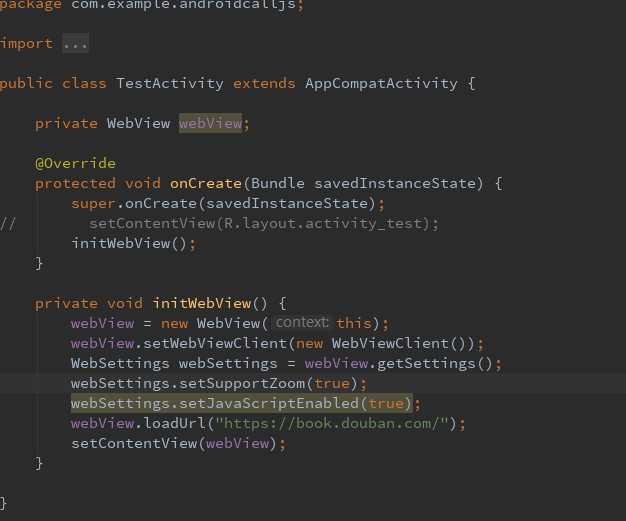 package com.example.androidcalljs;
import ...
public class TestActivity extends AppCompatActivity {
private WebView webView;
@Override
protected void onCreate(Bundle savedInstanceState) {
super.onCreate(savedInstanceState);
// setContentView(R.layout.activity_test);
initWebView();
}
private void initWebView() {
webView = new WebView( context: this);
webView.setWebViewClient(new WebViewClient());
WebSettings webSettings = webView.getSettings();
webSettings.setSupportZoom(true);
webSettings.setJavaScriptEnabled(true);
webView.loadUrl("https://book.douban.com/");
setContentView(webView);
}
}